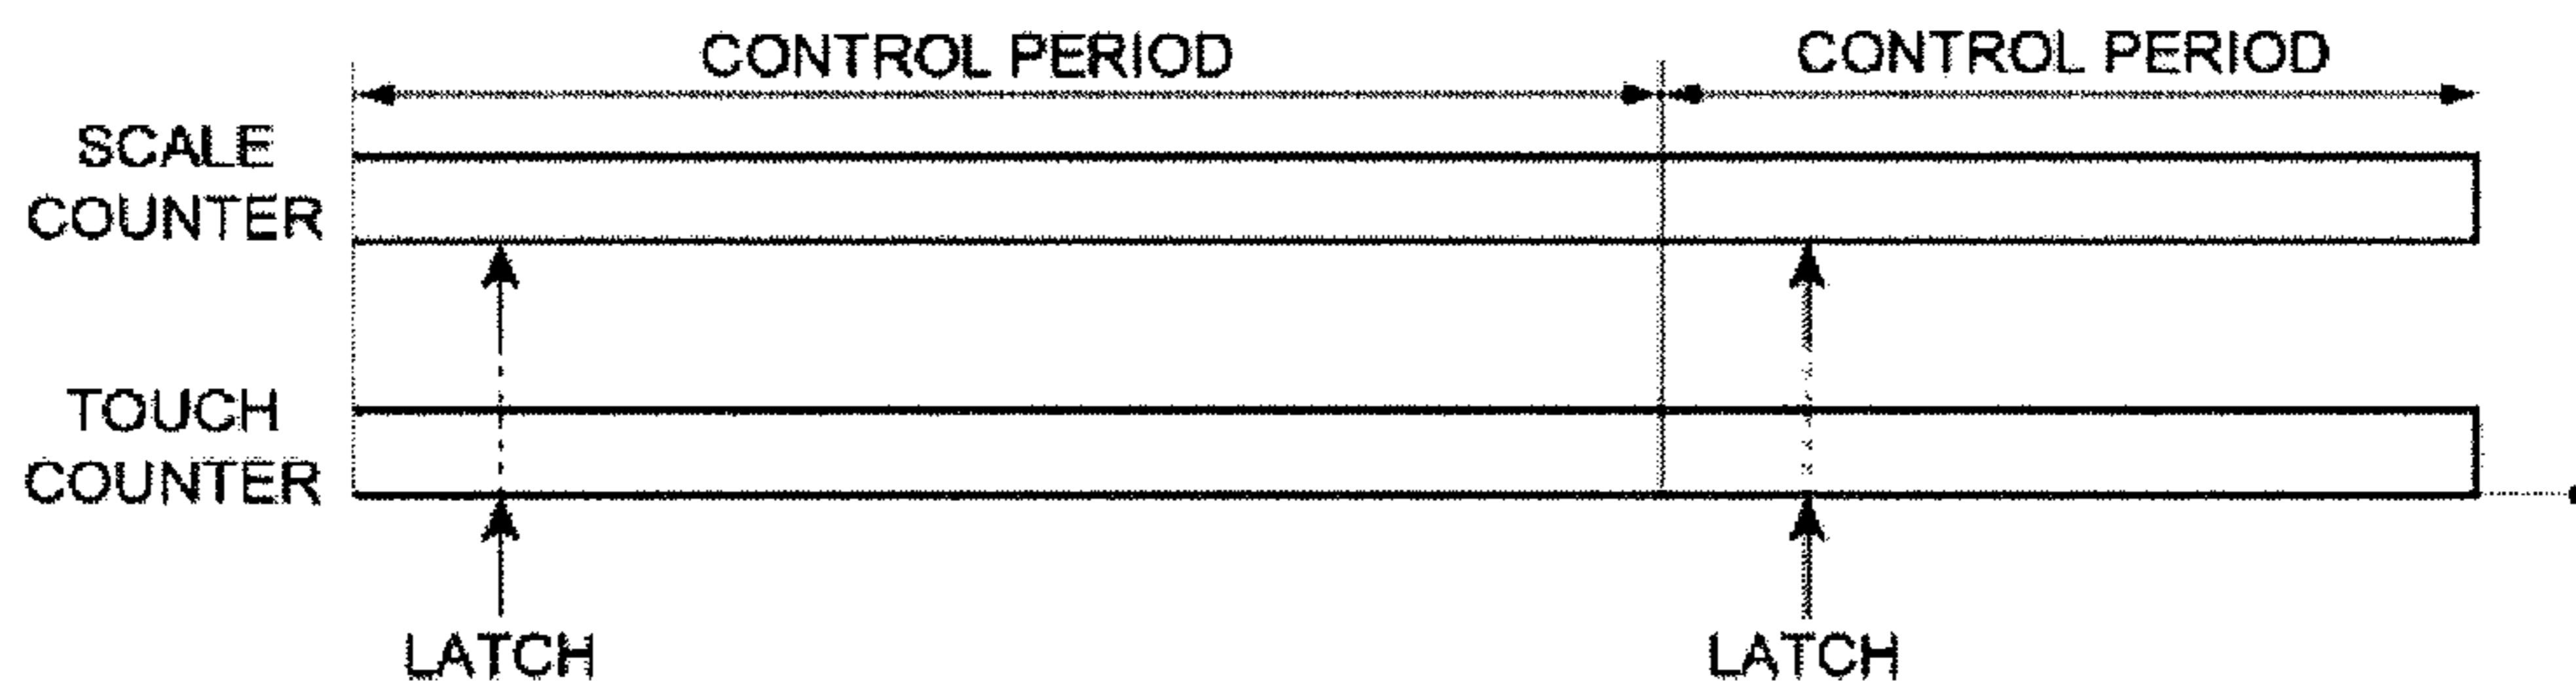 CONTROL PERIOD
CONTROL PERIOD
SCALE
COUNTER
TOUCH
COUNTER
LATCH
LATCH